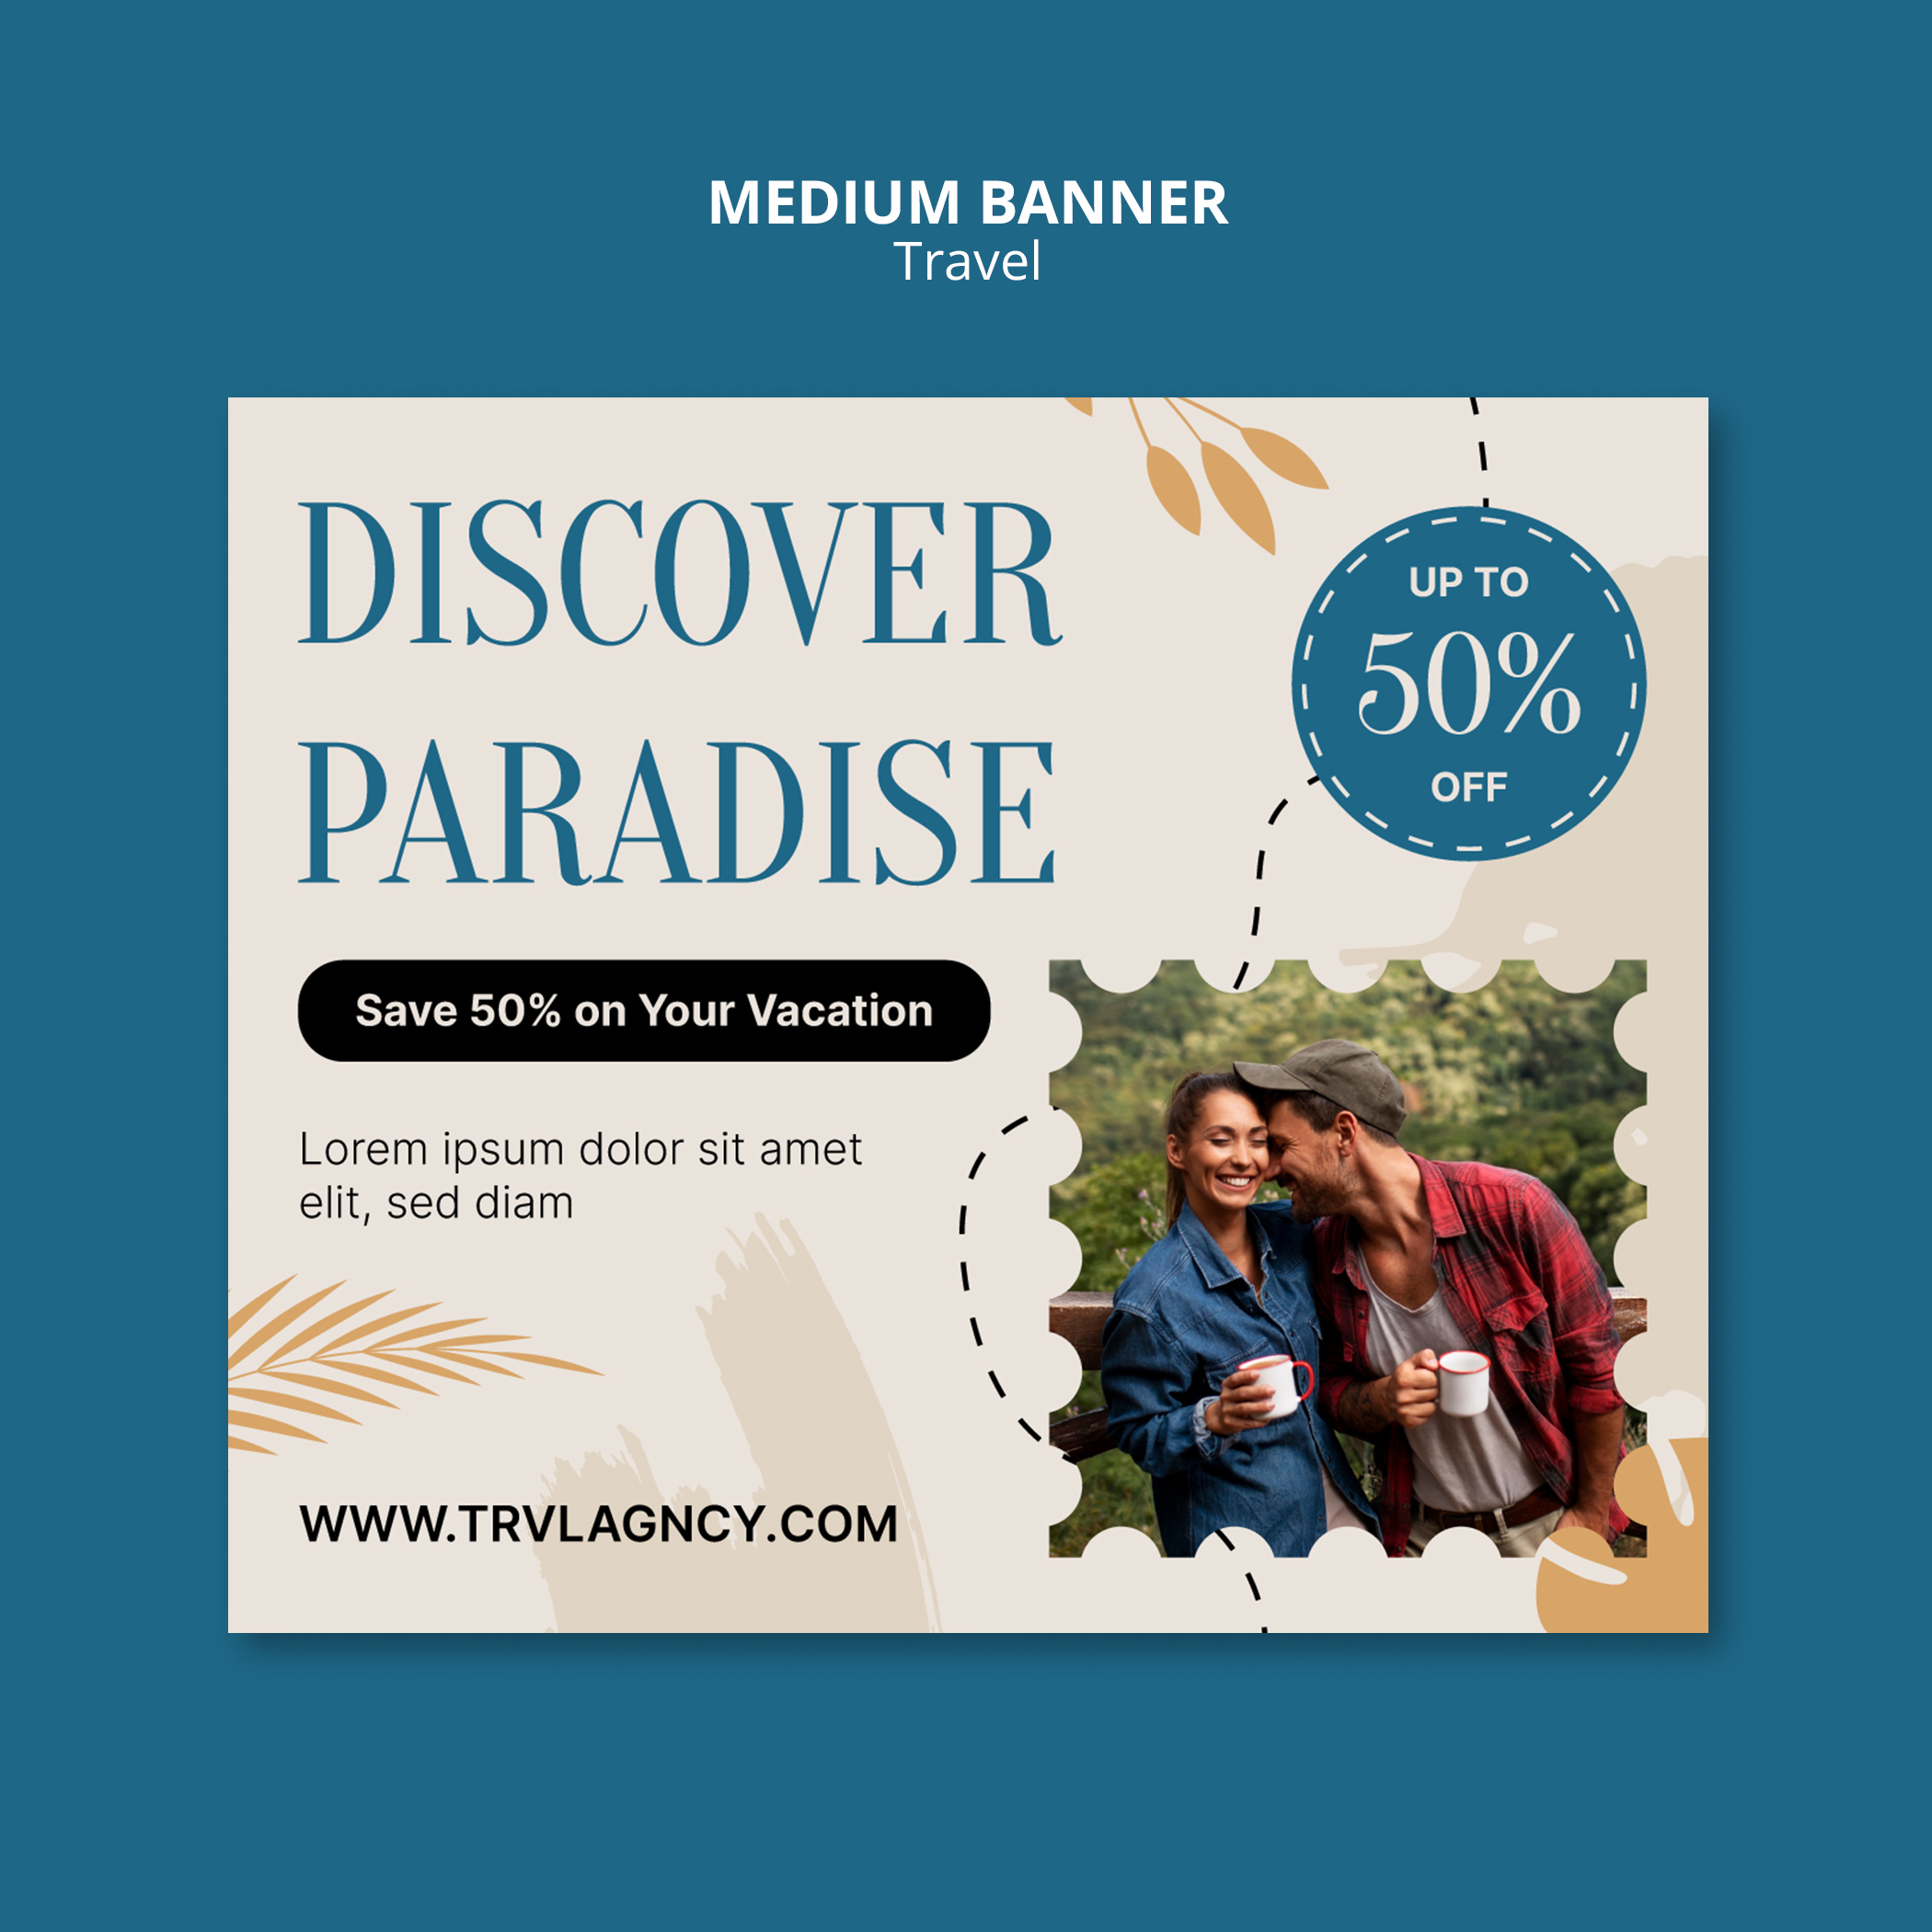 MEDIUM BANNER
Travel
DISCOVER
PARADISE
UP TO
50%
OFF
Save 50% on Your Vacation
Lorem ipsum dolor sit amet
elit, sed diam
WWW.TRVLAGNCY.COM